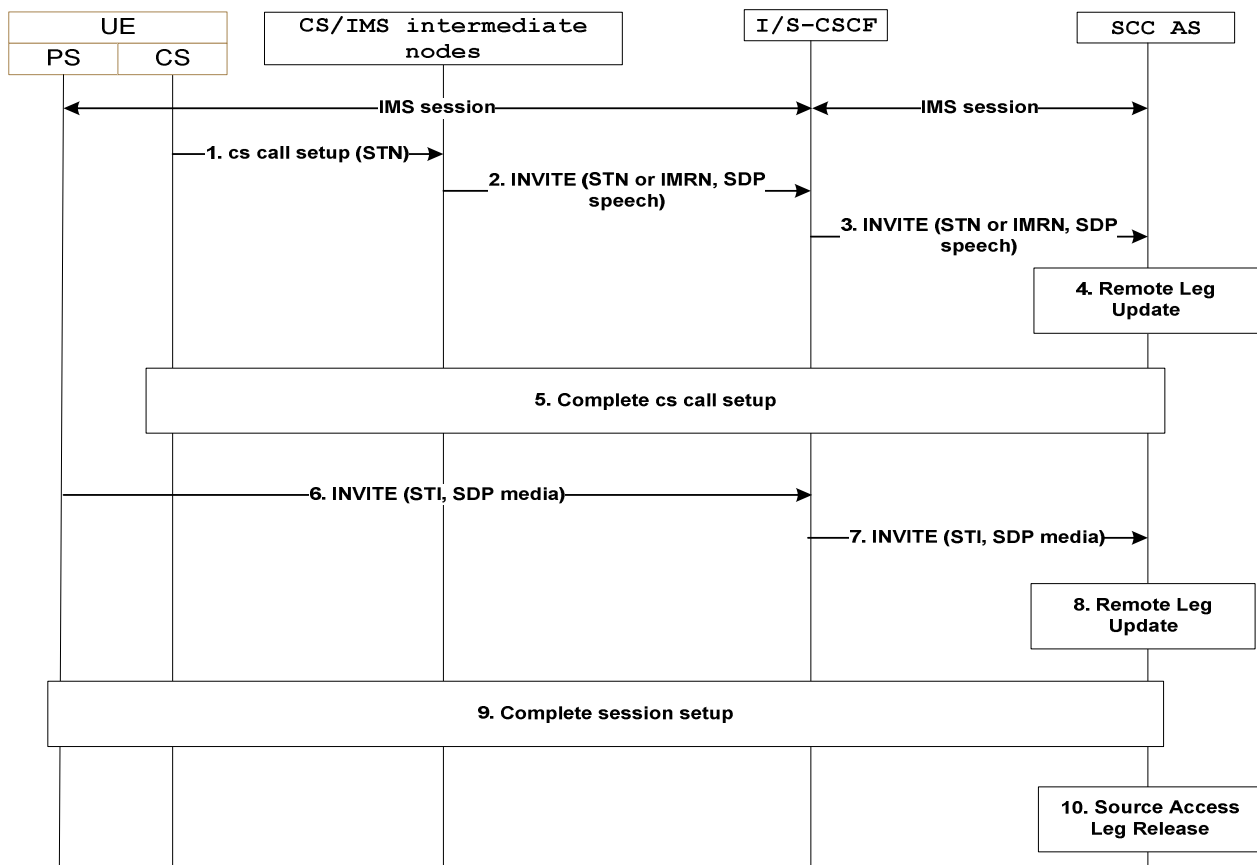 UE
PS
CS
CS/IMS intermediate
nodes
I/S-CSCF
SCC AS
IMS session
IMS session
1. cs call setup (STN)
2. INVITE (STN or IMRN, SDP
speech)
3. INVITE (STN or IMRN, SDP
speech)
4. Remote Leg
Update
5. Complete cs call setup
6. INVITE (STI, SDP media)
7. INVITE (STI, SDP media)
8. Remote Leg
Update
9. Complete session setup
10. Source Access
Leg Release